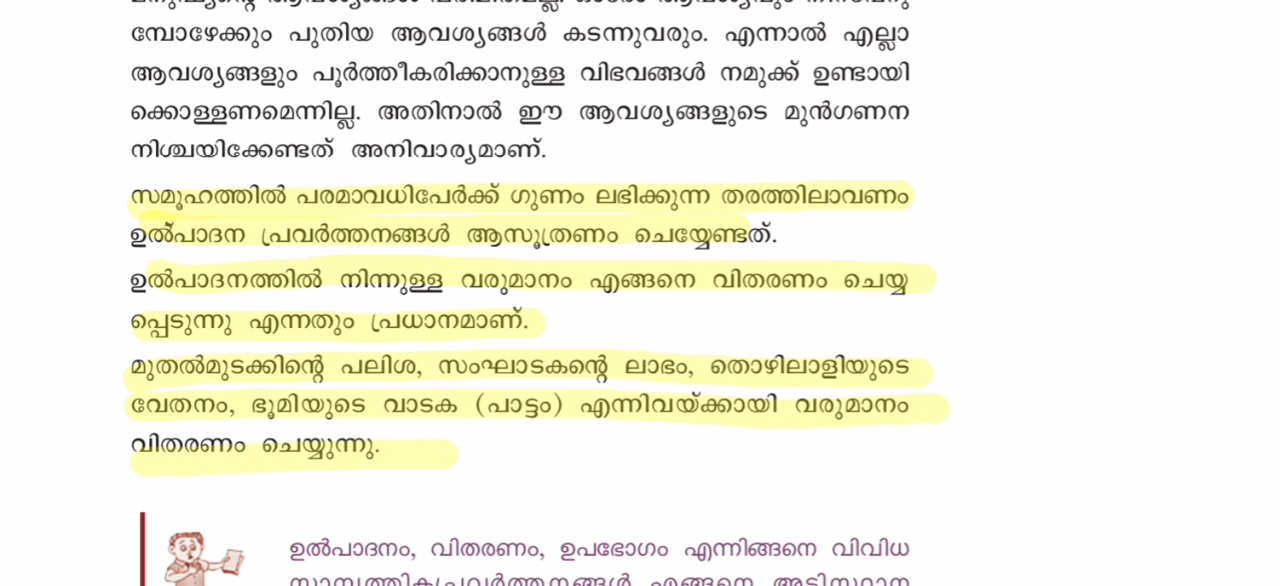 മ്പോഴേക്കും പുതിയ ആവശ്യങ്ങൾ കടന്നുവരും. എന്നാൽ എല്ലാ
ആവശ്യങ്ങളും പൂർത്തീകരിക്കാനുള്ള വിഭവങ്ങൾ നമുക്ക് ഉണ്ടായി
ക്കൊള്ളണമെന്നില്ല. അതിനാൽ ഈ ആവശ്യങ്ങളുടെ മുൻഗണന
നിശ്ചയിക്കേണ്ടത് അനിവാര്യമാണ്.
സമൂഹത്തിൽ പരമാവധിപേർക്ക് ഗുണം ലഭിക്കുന്ന തരത്തിലാവണം
ഉൽപാദന പ്രവർത്തനങ്ങൾ ആസൂത്രണം ചെയ്യേണ്ടത്.
ഉൽപാദനത്തിൽ നിന്നുള്ള വരുമാനം എങ്ങനെ വിതരണം ചെയ്യ
പ്പെടുന്നു എന്നതും പ്രധാനമാണ്.
മുതൽമുടക്കിന്റെ പലിശ, സംഘാടകന്റെ ലാഭം, തൊഴിലാളിയുടെ
വേതനം, ഭൂമിയുടെ വാടക (പാട്ടം) എന്നിവയ്ക്കായി വരുമാനം
വിതരണം ചെയ്യുന്നു.
ഉൽപാദനം, വിതരണം, ഉപഭോഗം എന്നിങ്ങനെ വിവിധ